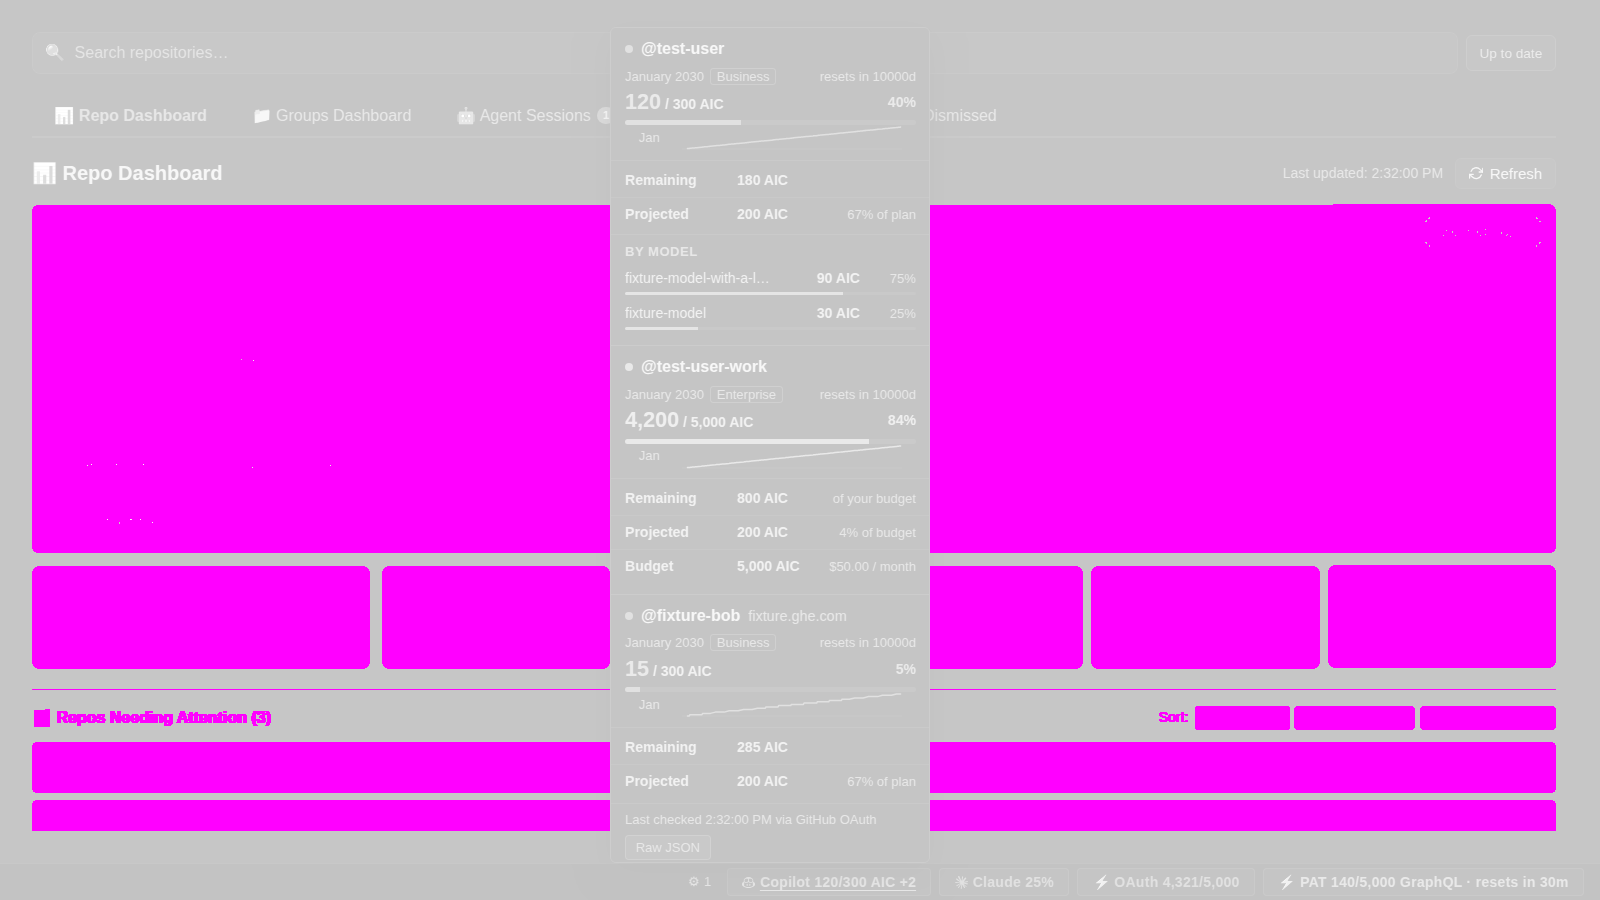 🔍 Search repositories…
Up to date
📊 Repo Dashboard
📁 Groups Dashboard
🤖 Agent Sessions 1
Dismissed
📊 Repo Dashboard
Last updated: 2:32:00 PM
Refresh
@test-user
January 2030 Business resets in 10000d
120 / 300 AIC 40%
Jan
Remaining 180 AIC
Projected 200 AIC 67% of plan
BY MODEL
fixture-model-with-a-l… 90 AIC 75%
fixture-model 30 AIC 25%
@test-user-work
January 2030 Enterprise resets in 10000d
4,200 / 5,000 AIC 84%
Jan
Remaining 800 AIC of your budget
Projected 200 AIC 4% of budget
Budget 5,000 AIC $50.00 / month
@fixture-bob fixture.ghe.com
January 2030 Business resets in 10000d
15 / 300 AIC 5%
Jan
Remaining 285 AIC
Projected 200 AIC 67% of plan
Last checked 2:32:00 PM via GitHub OAuth
Raw JSON
Repos Needing Attention (3)
Sort:
⚙ 1
Copilot 120/300 AIC +2
Claude 25%
⚡ OAuth 4,321/5,000
⚡ PAT 140/5,000 GraphQL · resets in 30m